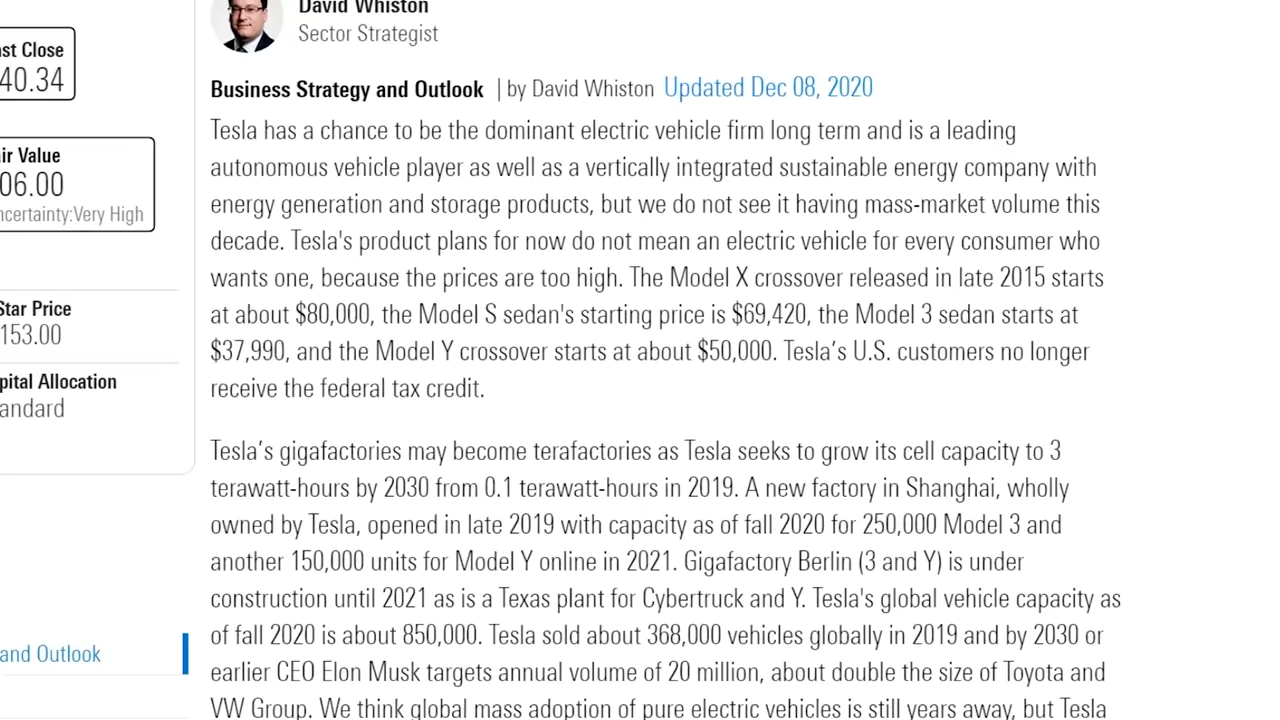 David Whiston
Sector Strategist
ast Close
40.34
Business Strategy and Outlook | by David Whiston Updated Dec 08, 2020
Tesla has a chance to be the dominant electric vehicle firm long term and is a leading
autonomous vehicle player as well as a vertically integrated sustainable energy company with
energy generation and storage products, but we do not see it having mass-market volume this
decade. Tesla's product plans for now do not mean an electric vehicle for every consumer who
wants one, because the prices are too high. The Model X crossover released in late 2015 starts
at about $80,000, the Model S sedan's starting price is $69,420, the Model 3 sedan starts at
$37,990, and the Model Y crossover starts at about $50,000. Tesla’s U.S. customers no longer
receive the federal tax credit.
Tesla’s gigafactories may become terafactories as Tesla seeks to grow its cell capacity to 3
terawatt-hours by 2030 from 0.1 terawatt-hours in 2019. A new factory in Shanghai, wholly
owned by Tesla, opened in late 2019 with capacity as of fall 2020 for 250,000 Model 3 and
another 150,000 units for Model Y online in 2021. Gigafactory Berlin (3 and Y) is under
construction until 2021 as is a Texas plant for Cybertruck and Y. Tesla's global vehicle capacity as
of fall 2020 is about 850,000. Tesla sold about 368,000 vehicles globally in 2019 and by 2030 or
earlier CEO Elon Musk targets annual volume of 20 million, about double the size of Toyota and
VW Group. We think global mass adoption of pure electric vehicles is still years away, but Tesla
ir Value
06.00
ncertainty:Very High
Star Price
153.00
pital Allocation
andard
and Outlook